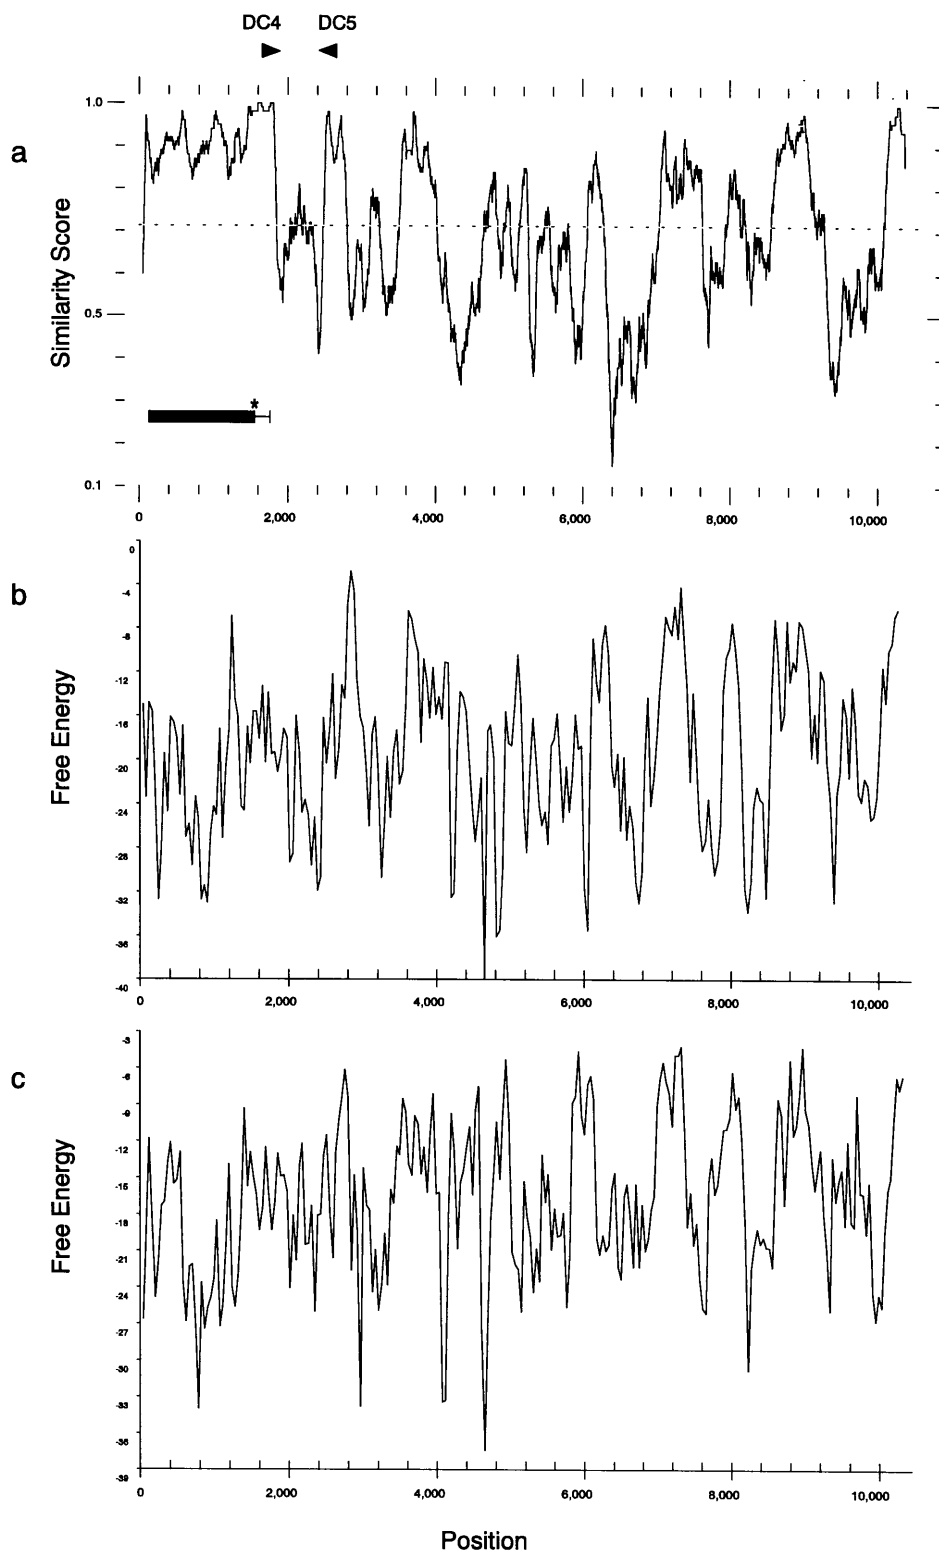 DC4 DC5
a
Similarity Score
1.0
0.5
0.1
*
0 2,000 4,000 6,000 8,000 10,000
b
Free Energy
0
-4
-8
-12
-16
-20
-24
-28
-32
-36
-40
0 2,000 4,000 6,000 8,000 10,000
c
Free Energy
-3
-6
-9
-12
-15
-18
-21
-24
-27
-30
-33
-36
-39
0 2,000 4,000 6,000 8,000 10,000
Position